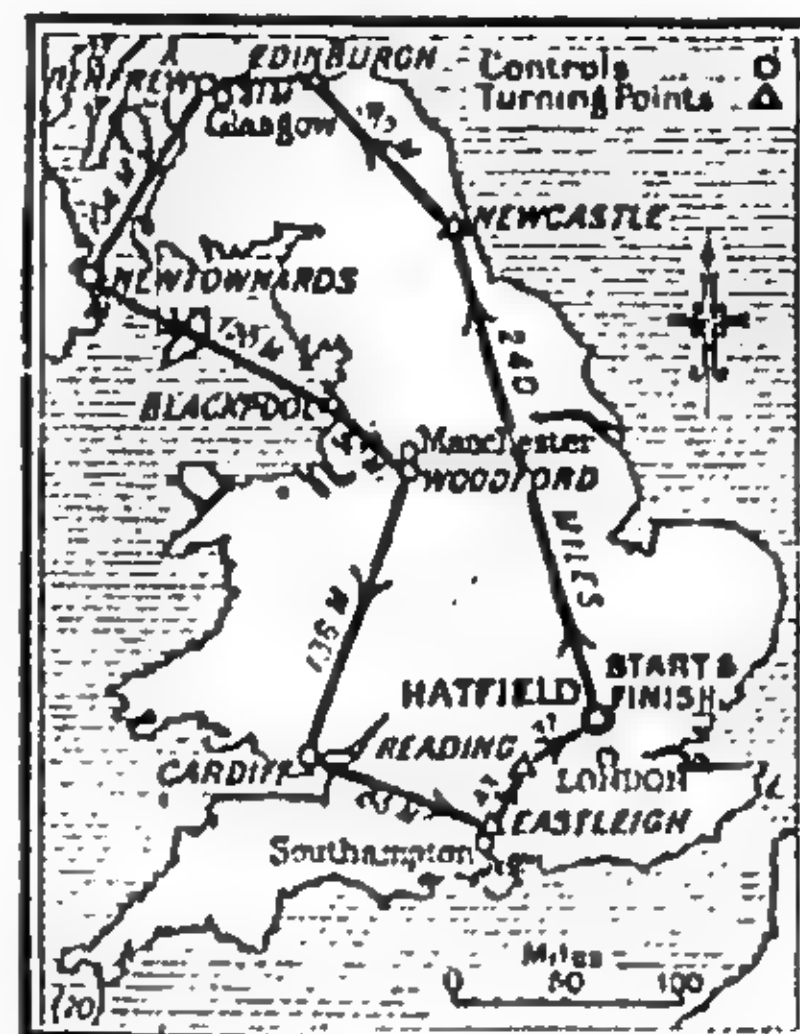 EDINBURGH
Controls
Turning Points
Glasgow
NEWCASTLE
NEWTOWNARDS
240
MILES
BLACKPOOL
Manchester
WOODFORD
136 M
START &
FINISH
HATFIELD
READING
CARDIFF
LONDON
EASTLEIGH
Southampton
Miles
0 50 100